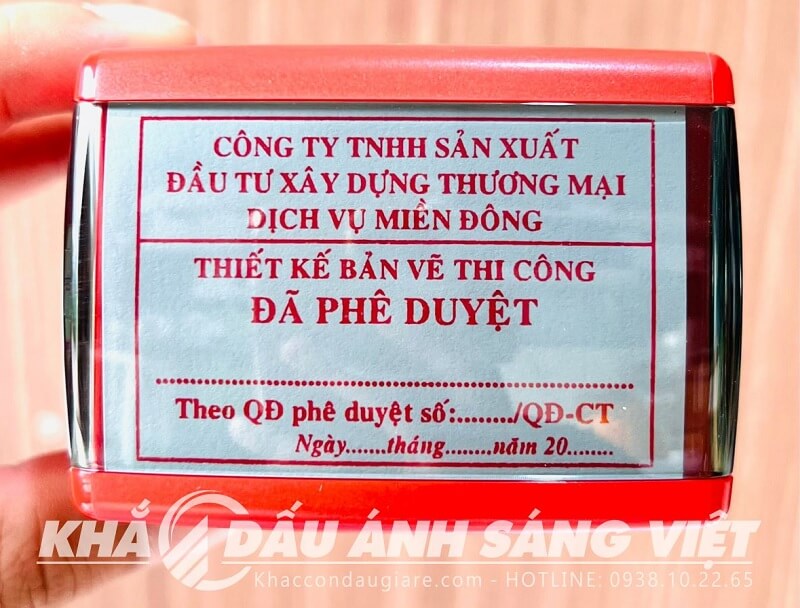 CÔNG TY TNHH SẢN XUẤT
ĐẦU TƯ XÂY DỰNG THƯƠNG MẠI
DỊCH VỤ MIỀN ĐÔNG
THIẾT KẾ BẢN VẼ THI CÔNG
ĐÃ PHÊ DUYỆT
................................................................
Theo QĐ phê duyệt số:........./QĐ-CT
Ngày.......tháng........năm 20........
KHẮC DẤU ÁNH SÁNG VIỆT
Khaccondaugiare.com - HOTLINE: 0938.10.22.65